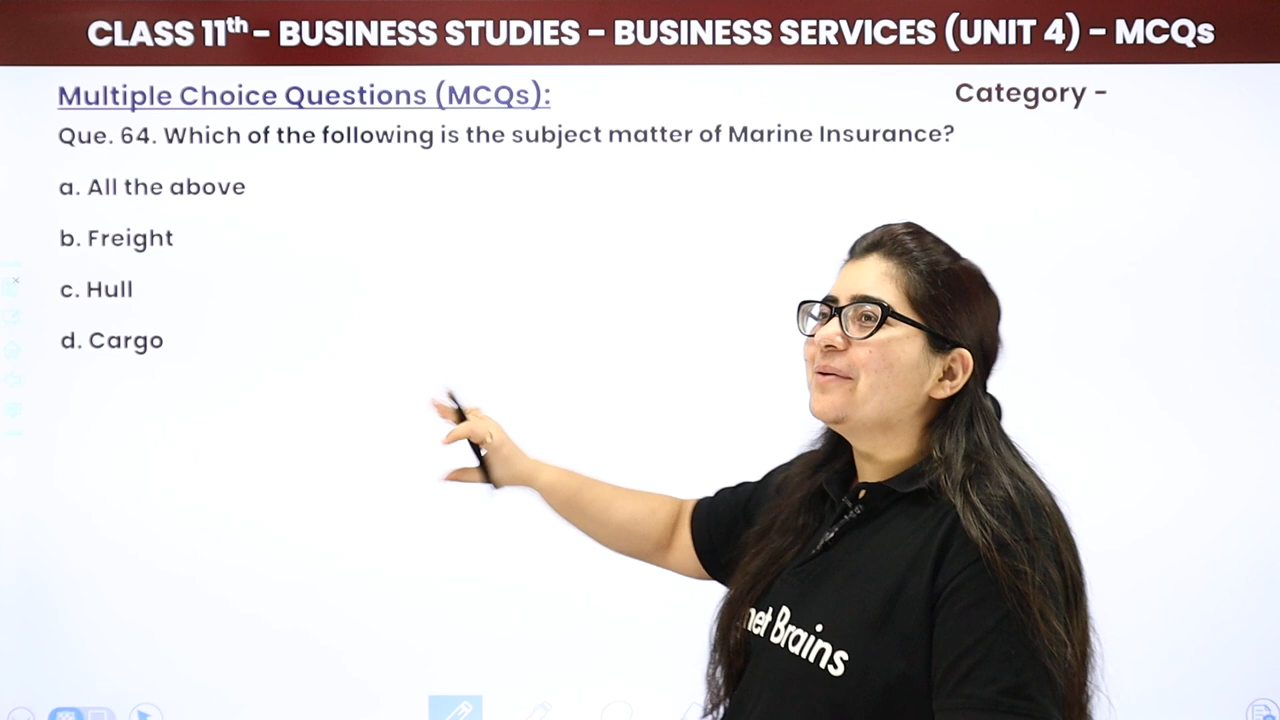 CLASS 11th – BUSINESS STUDIES – BUSINESS SERVICES (UNIT 4) – MCQs
Multiple Choice Questions (MCQs):
Category -
Que. 64. Which of the following is the subject matter of Marine Insurance?
a. All the above
b. Freight
c. Hull
d. Cargo
net Brains